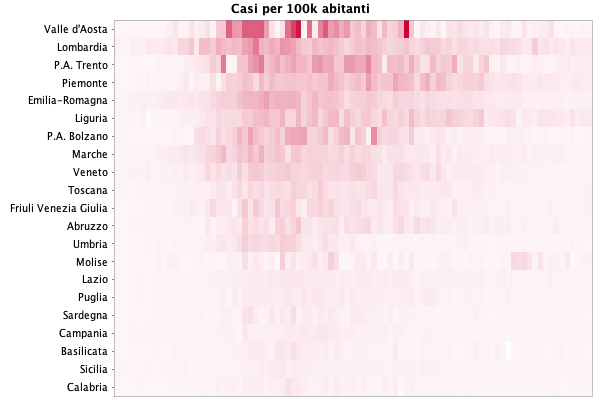 Casi per 100k abitanti
Valle d'Aosta
Lombardia
P.A. Trento
Piemonte
Emilia-Romagna
Liguria
P.A. Bolzano
Marche
Veneto
Toscana
Friuli Venezia Giulia
Abruzzo
Umbria
Molise
Lazio
Puglia
Sardegna
Campania
Basilicata
Sicilia
Calabria